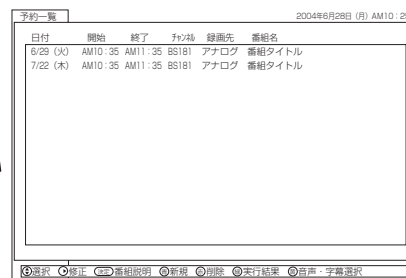 予約一覧 2004年6月28日 (月) AM10:2
日付 開始 終了 チャンネル 録画先 番組名
6/29 (火) AM10:35 AM11:35 BS181 アナログ 番組タイトル
7/22 (木) AM10:35 AM11:35 BS181 アナログ 番組タイトル
選択 修正 決定 番組説明 新規 削除 実行結果 音声・字幕選択